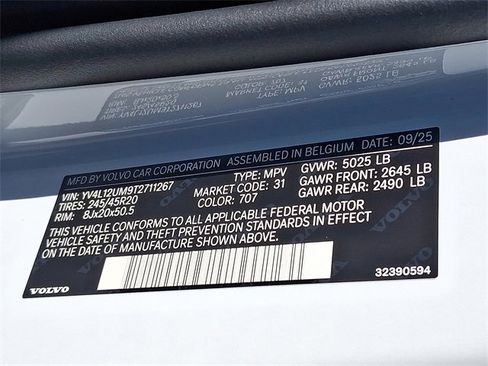 MFD BY VOLVO CAR CORPORATION ASSEMBLED IN BELGIUM DATE: 09/25
VIN: YV4L12UM9T2711267 TYPE: MPV GVWR: 5025 LB
TIRES: 245/45R20 MARKET CODE: 31 GAWR FRONT: 2645 LB
RIM: 8Jx20x50.5 COLOR: 707 GAWR REAR: 2490 LB
THIS VEHICLE CONFORMS TO ALL APPLICABLE FEDERAL MOTOR
VEHICLE SAFETY AND THEFT PREVENTION STANDARDS IN EFFECT
ON THE DATE OF MANUFACTURE SHOWN ABOVE.
32390594
VOLVO